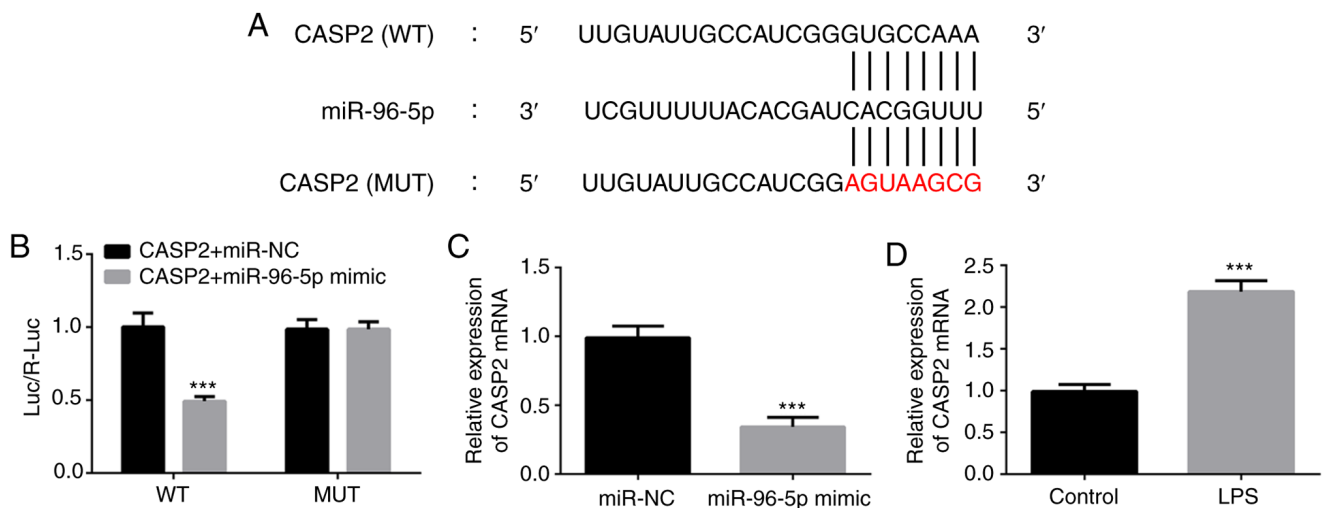 A
CASP2 (WT) : 5′ UUGUAUUGCCAUCGGGUGCCAAA 3′
miR-96-5p : 3′ UCGUUUUUACACGAUCACGGUUU 5′
CASP2 (MUT) : 5′ UUGUAUUGCCAUCGGAGUAAGCG 3′
B
CASP2+miR-NC
CASP2+miR-96-5p mimic
Luc/R-Luc
1.5
1.0
0.5
0.0
***
WT MUT
C
Relative expression
of CASP2 mRNA
1.5
1.0
0.5
0.0
***
miR-NC miR-96-5p mimic
D
Relative expression
of CASP2 mRNA
2.5
2.0
1.5
1.0
0.5
0.0
***
Control LPS